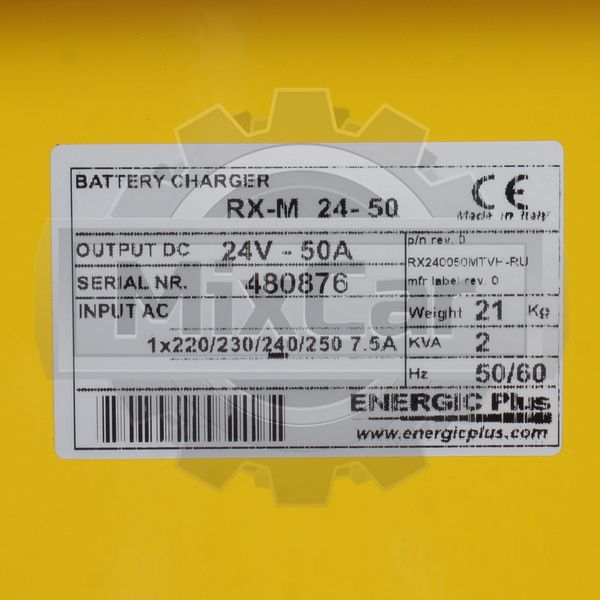 BATTERY CHARGER
RX-M 24-50
CE
Made in Italy
OUTPUT DC 24V - 50A
p/n rev. 0
RX240050MTVH-RU
SERIAL NR. 480876
mfr label rev. 0
INPUT AC
1x220/230/240/250 7.5A
Weight 21 Kg
KVA 2
Hz 50/60
ENERGIC Plus
www.energicplus.com
MixCar